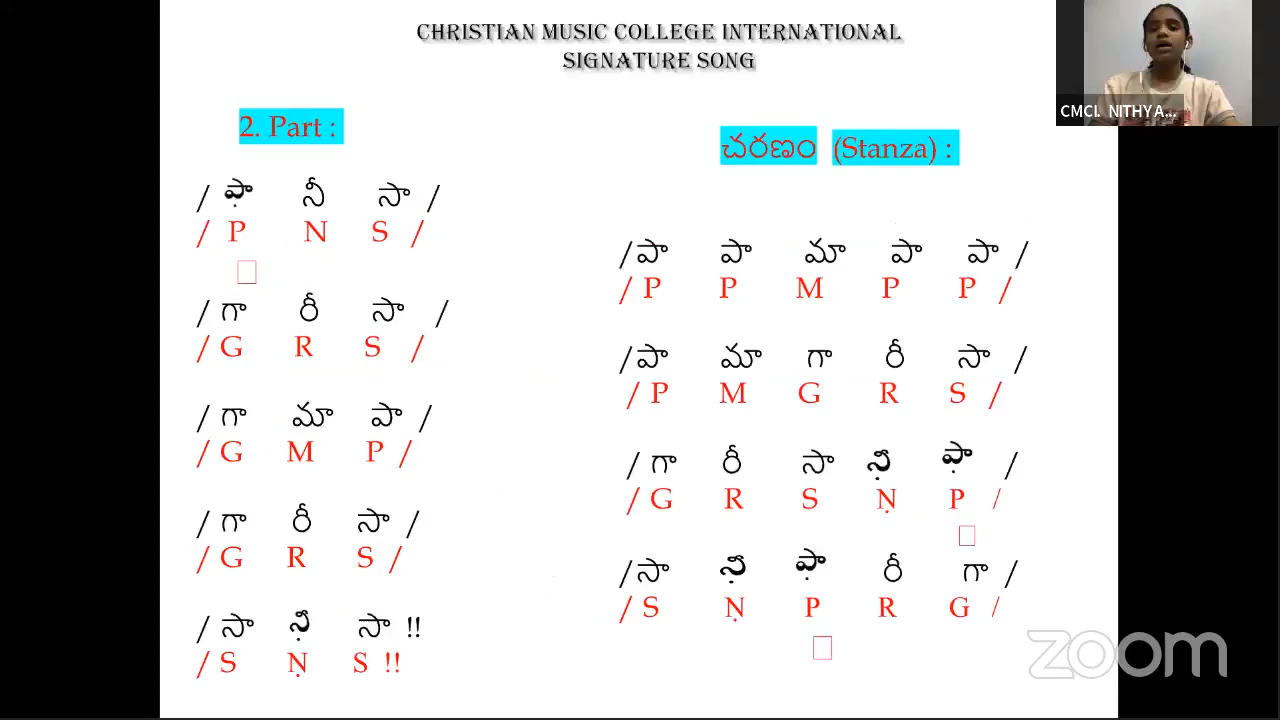 CHRISTIAN MUSIC COLLEGE INTERNATIONAL
SIGNATURE SONG
CMCI. NITHYA...
2. Part :
/ పా̣ నీ సా /
/ P N S /
/ గా రీ సా /
/ G R S /
/ గా మా పా /
/ G M P /
/ గా రీ సా /
/ G R S /
/ సా నీ̣ సా !!
/ S Ṇ S !!
చరణం (Stanza) :
/ పా పా మా పా పా /
/ P P M P P /
/ పా మా గా రీ సా /
/ P M G R S /
/ గా రీ సా నీ̣ పా̣ /
/ G R S Ṇ P /
/ సా నీ̣ పా̣ రీ గా /
/ S Ṇ P R G /
zoom